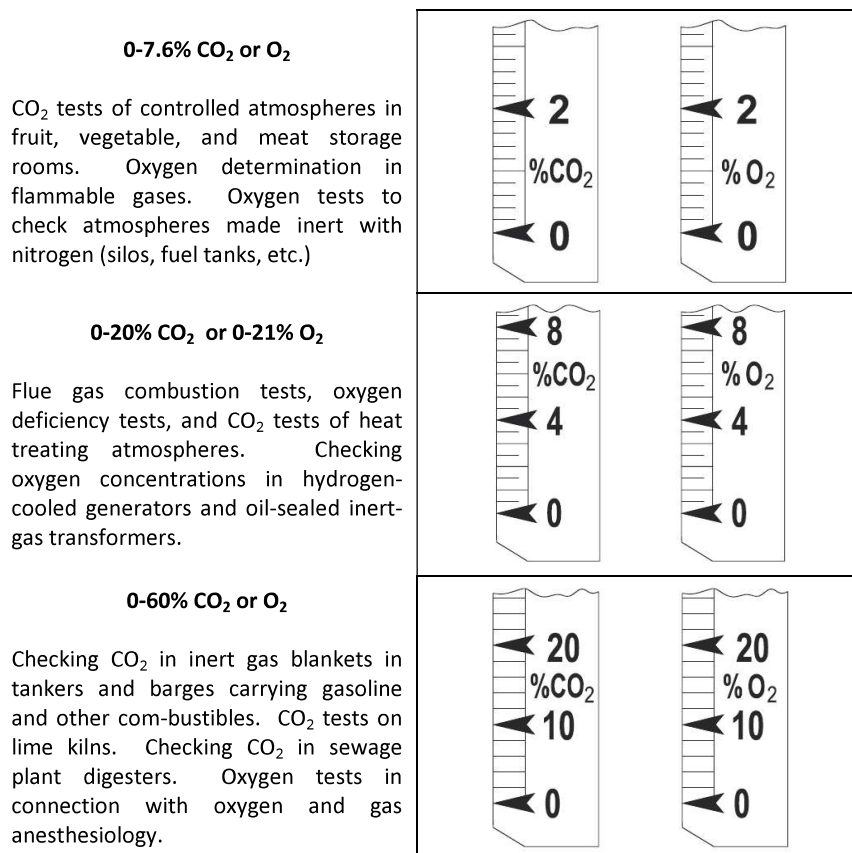 0-7.6% CO₂ or O₂
CO₂ tests of controlled atmospheres in
fruit, vegetable, and meat storage
rooms. Oxygen determination in
flammable gases. Oxygen tests to
check atmospheres made inert with
nitrogen (silos, fuel tanks, etc.)
2
%CO₂
0
2
% O₂
0
0-20% CO₂ or 0-21% O₂
Flue gas combustion tests, oxygen
deficiency tests, and CO₂ tests of heat
treating atmospheres. Checking
oxygen concentrations in hydrogen-
cooled generators and oil-sealed inert-
gas transformers.
8
%CO₂
4
0
8
% O₂
4
0
0-60% CO₂ or O₂
Checking CO₂ in inert gas blankets in
tankers and barges carrying gasoline
and other com-bustibles. CO₂ tests on
lime kilns. Checking CO₂ in sewage
plant digesters. Oxygen tests in
connection with oxygen and gas
anesthesiology.
20
%CO₂
10
0
20
% O₂
10
0